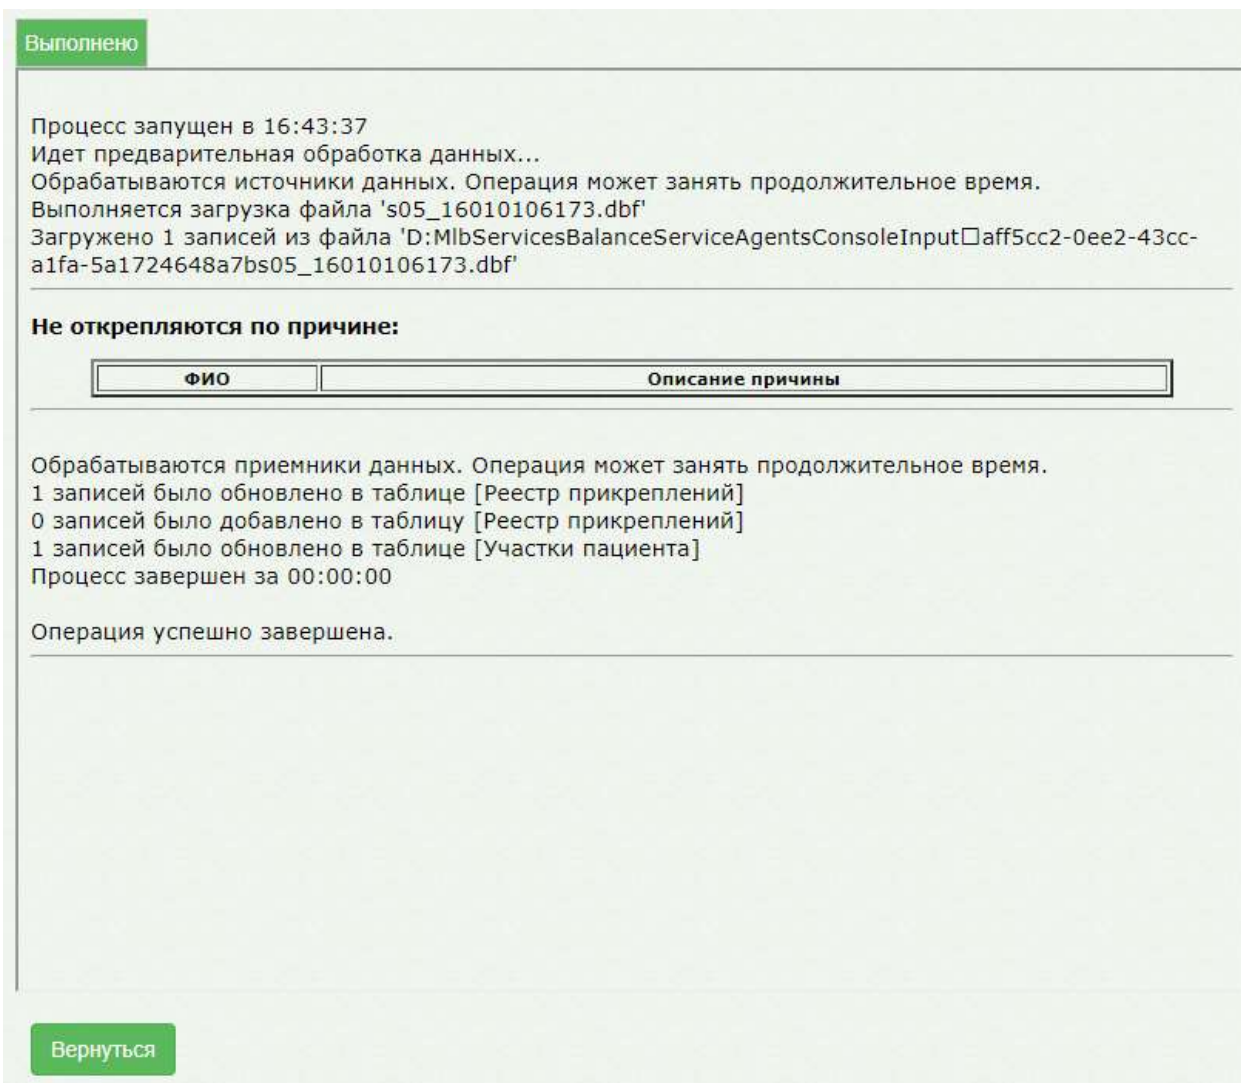 Выполнено
Процесс запущен в 16:43:37
Идет предварительная обработка данных...
Обрабатываются источники данных. Операция может занять продолжительное время.
Выполняется загрузка файла 's05_16010106173.dbf'
Загружено 1 записей из файла 'D:MlbServicesBalanceServiceAgentsConsoleInput□aff5cc2-0ee2-43cc-
a1fa-5a1724648a7bs05_16010106173.dbf'
Не открепляются по причине:
ФИО Описание причины
Обрабатываются приемники данных. Операция может занять продолжительное время.
1 записей было обновлено в таблице [Реестр прикреплений]
0 записей было добавлено в таблицу [Реестр прикреплений]
1 записей было обновлено в таблице [Участки пациента]
Процесс завершен за 00:00:00
Операция успешно завершена.
Вернуться